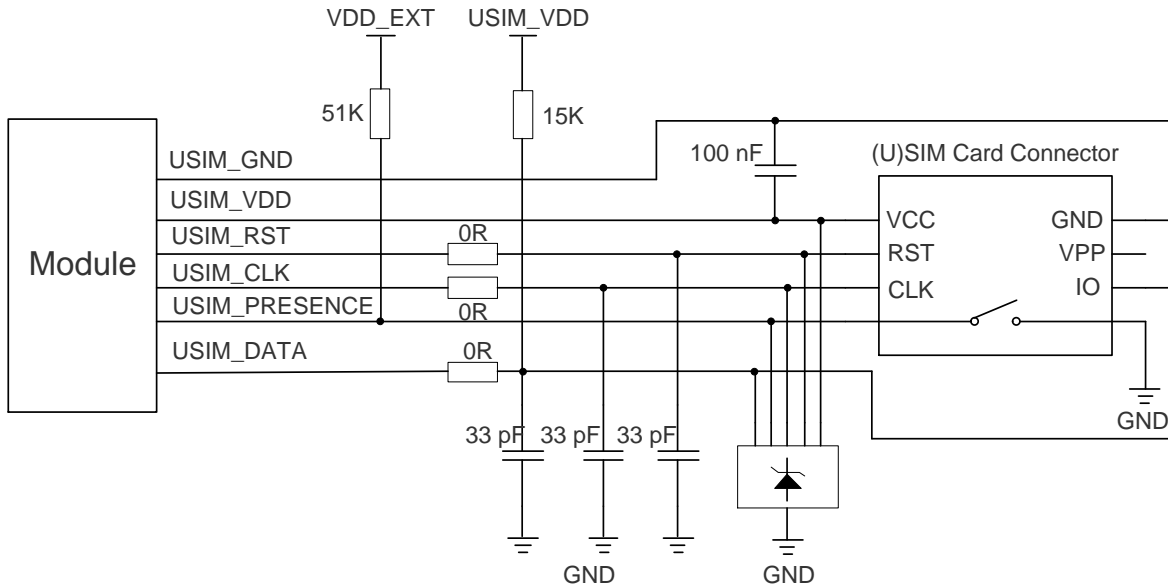 VDD_EXT
USIM_VDD
51K
15K
USIM_GND
100 nF
(U)SIM Card Connector
USIM_VDD
VCC
GND
USIM_RST
0R
RST
VPP
Module
USIM_CLK
CLK
IO
USIM_PRESENCE
0R
USIM_DATA
0R
GND
33 pF
33 pF
33 pF
GND
GND